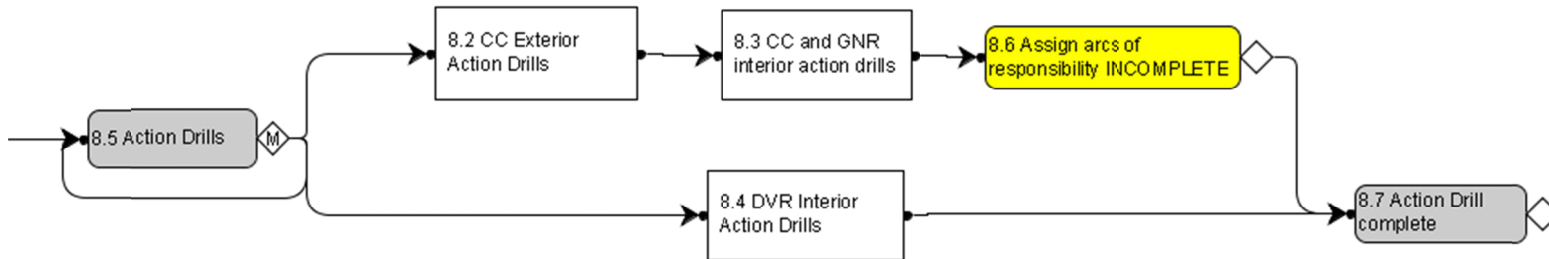 8.2 CC Exterior
Action Drills
8.3 CC and GNR
interior action drills
8.6 Assign arcs of
responsibility INCOMPLETE
8.5 Action Drills
M
8.4 DVR Interior
Action Drills
8.7 Action Drill
complete